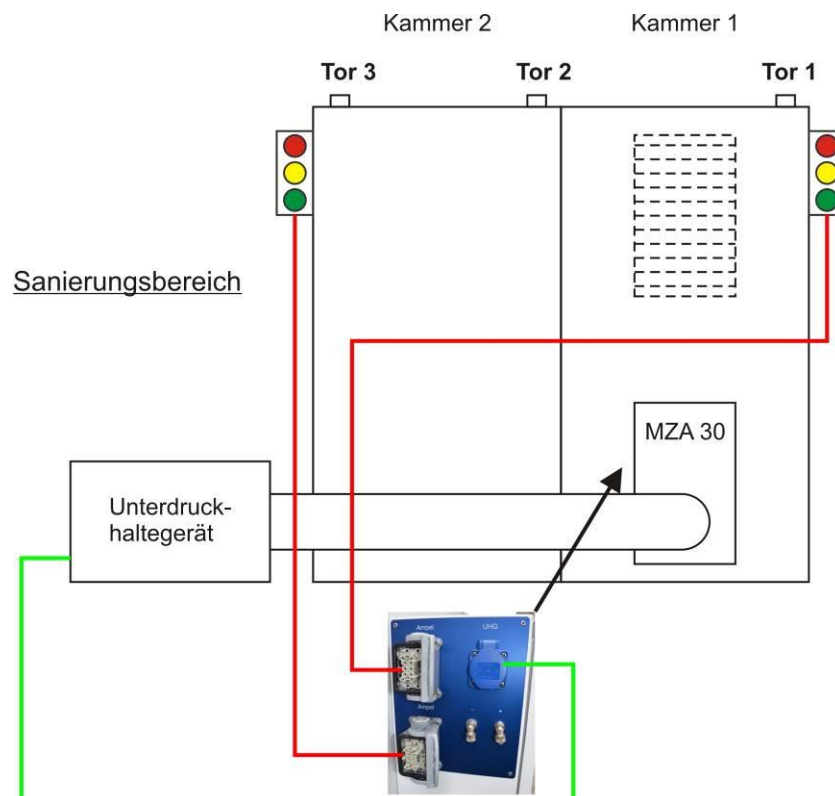 Kammer 2
Kammer 1
Tor 3
Tor 2
Tor 1
Sanierungsbereich
MZA 30
Unterdruck-
haltegerät
Ampel
UHG
Ampel
- +